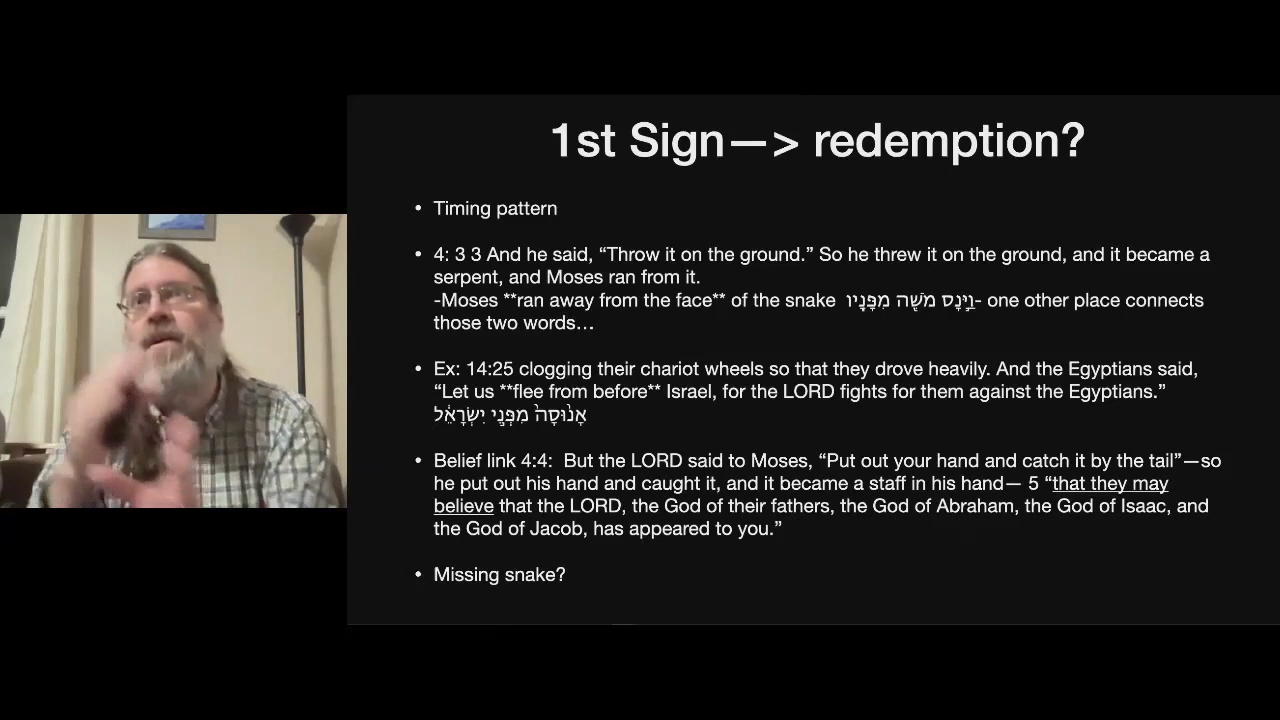 1st Sign—> redemption?
• Timing pattern
• 4: 3 3 And he said, “Throw it on the ground.” So he threw it on the ground, and it became a
serpent, and Moses ran from it.
-Moses **ran away from the face** of the snake וַיָּ֥נָס מֹשֶׁ֖ה מִפָּנָֽיו- one other place connects
those two words…
• Ex: 14:25 clogging their chariot wheels so that they drove heavily. And the Egyptians said,
“Let us **flee from before** Israel, for the LORD fights for them against the Egyptians.”
אָנ֙וּסָה֙ מִפְּנֵ֣י יִשְׂרָאֵ֔ל
• Belief link 4:4: But the LORD said to Moses, “Put out your hand and catch it by the tail”—so
he put out his hand and caught it, and it became a staff in his hand— 5 “that they may
believe that the LORD, the God of their fathers, the God of Abraham, the God of Isaac, and
the God of Jacob, has appeared to you.”
• Missing snake?